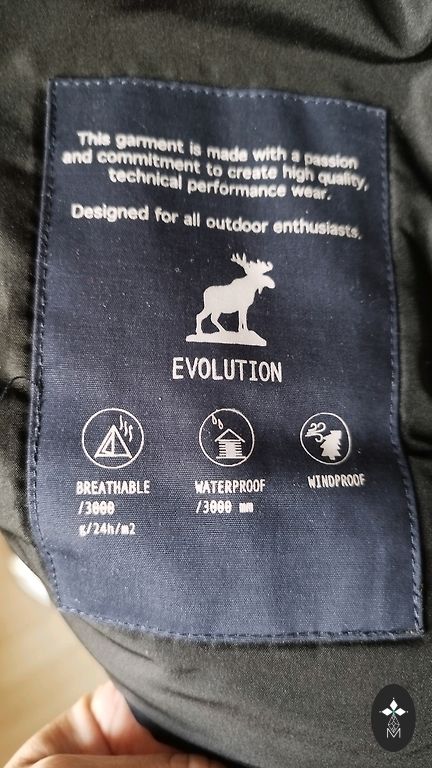 This garment is made with a passion
and commitment to create high quality,
technical performance wear.
Designed for all outdoor enthusiasts.
EVOLUTION
BREATHABLE
/3000
g/24h/m2
WATERPROOF
/3000 mm
WINDPROOF
M